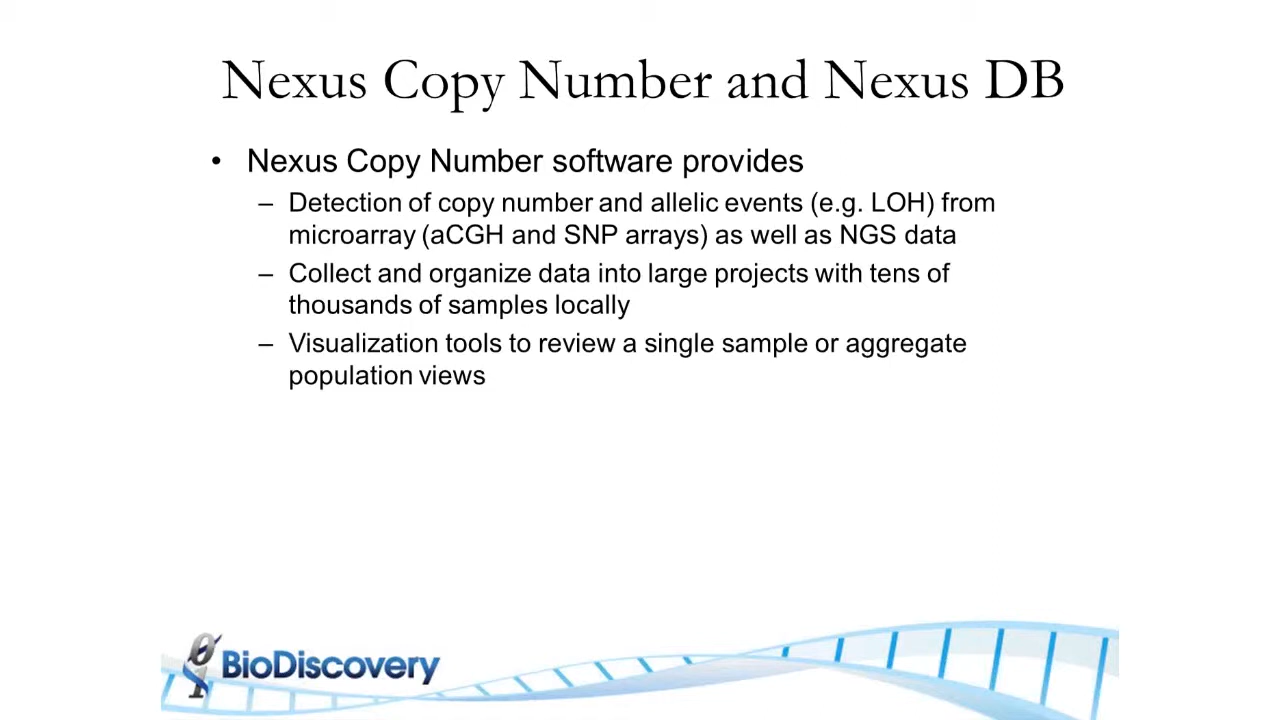 Nexus Copy Number and Nexus DB
• Nexus Copy Number software provides
– Detection of copy number and allelic events (e.g. LOH) from
microarray (aCGH and SNP arrays) as well as NGS data
– Collect and organize data into large projects with tens of
thousands of samples locally
– Visualization tools to review a single sample or aggregate
population views
BioDiscovery